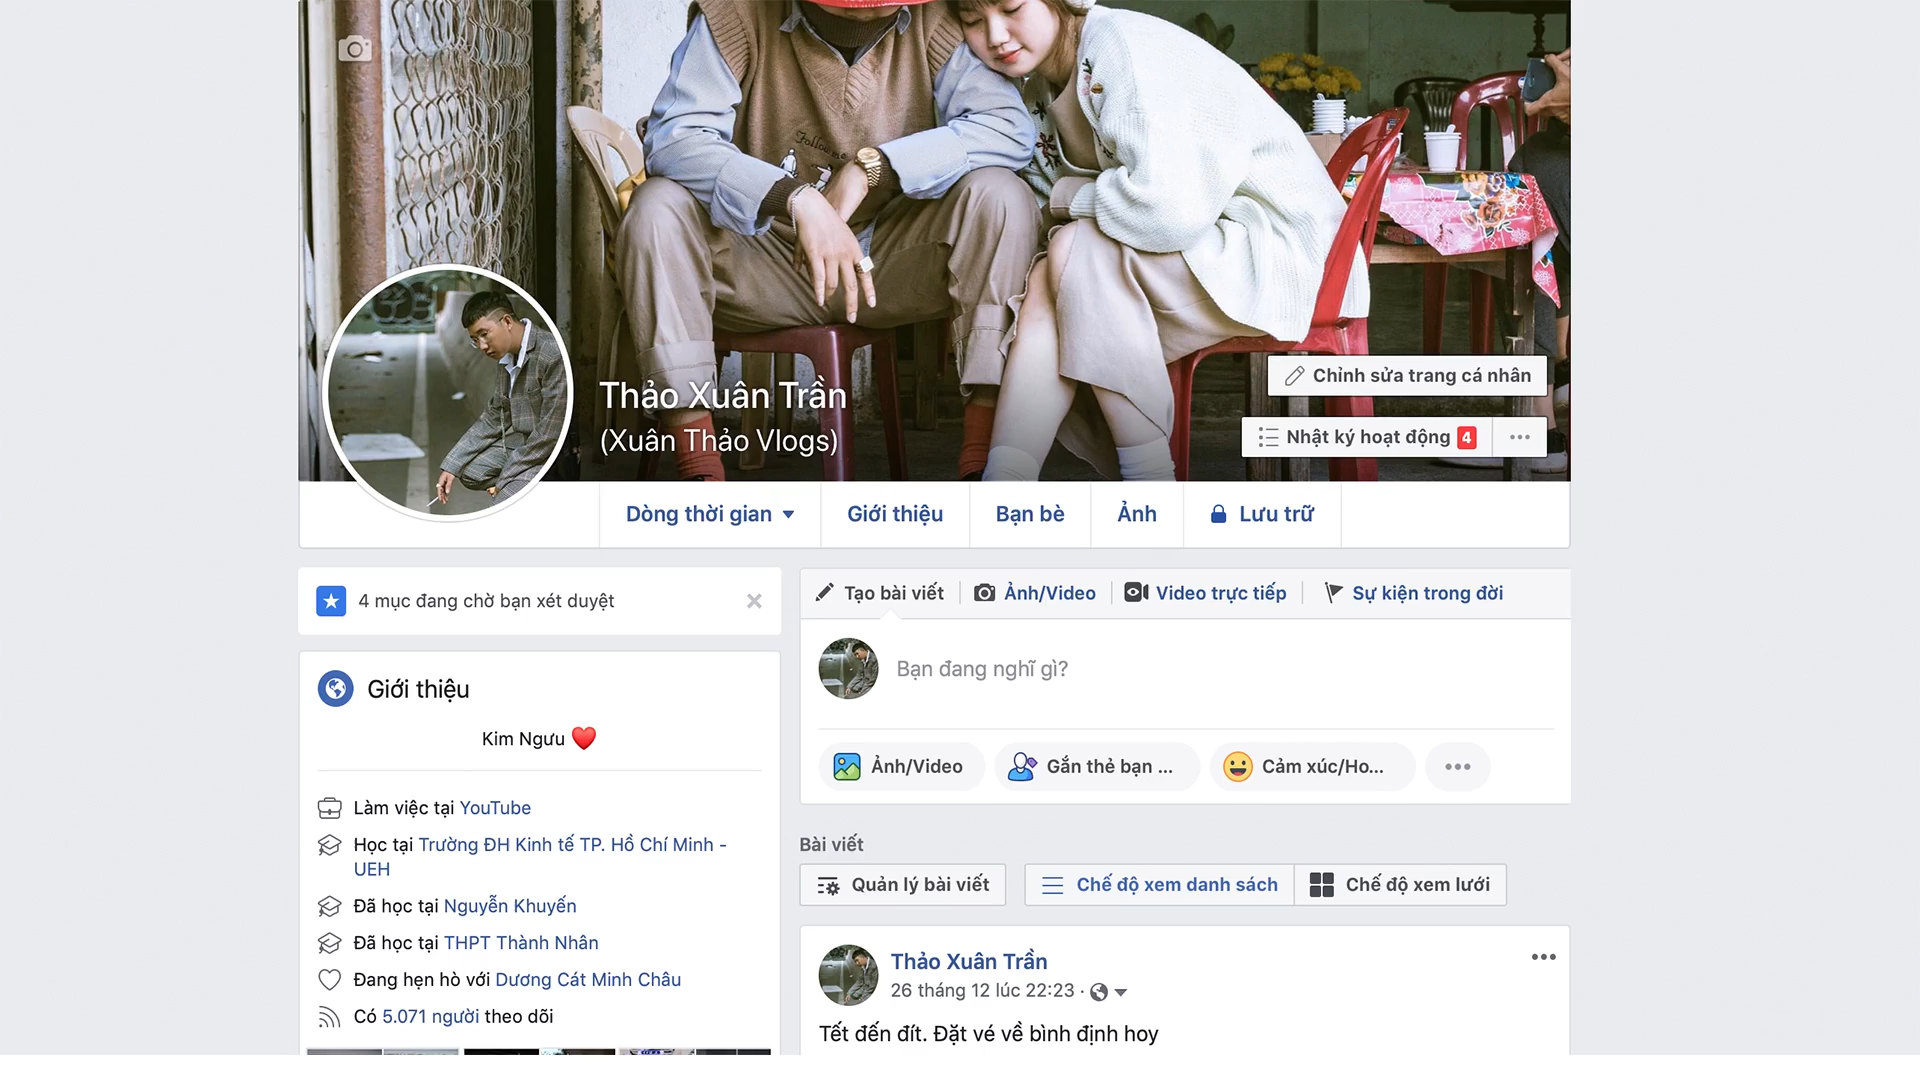 Follow me
Thảo Xuân Trần
(Xuân Thảo Vlogs)
Chỉnh sửa trang cá nhân
Nhật ký hoạt động 4
Dòng thời gian
Giới thiệu
Bạn bè
Ảnh
Lưu trữ
4 mục đang chờ bạn xét duyệt
Giới thiệu
Kim Ngưu
Làm việc tại YouTube
Học tại Trường ĐH Kinh tế TP. Hồ Chí Minh -
UEH
Đã học tại Nguyễn Khuyến
Đã học tại THPT Thành Nhân
Đang hẹn hò với Dương Cát Minh Châu
Có 5.071 người theo dõi
Tạo bài viết
Ảnh/Video
Video trực tiếp
Sự kiện trong đời
Bạn đang nghĩ gì?
Ảnh/Video
Gắn thẻ bạn ...
Cảm xúc/Ho...
Bài viết
Quản lý bài viết
Chế độ xem danh sách
Chế độ xem lưới
Thảo Xuân Trần
26 tháng 12 lúc 22:23 ·
Tết đến đít. Đặt vé về bình định hoy